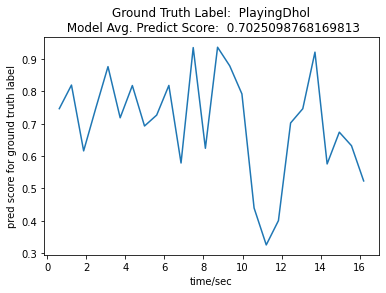 Ground Truth Label:  PlayingDhol
Model Avg. Predict Score:  0.7025098768169813
pred score for ground truth label
0.9
0.8
0.7
0.6
0.5
0.4
0.3
0 2 4 6 8 10 12 14 16
time/sec